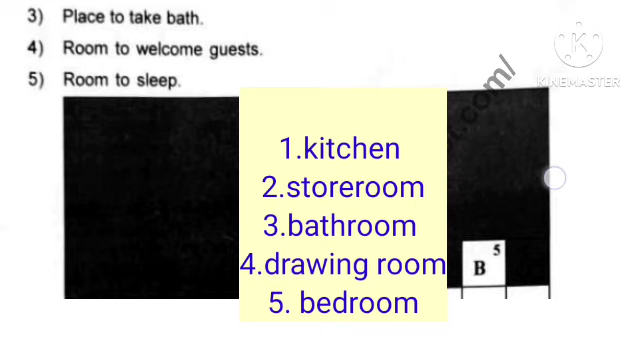 3) Place to take bath.
4) Room to welcome guests.
5) Room to sleep.
KINEMASTER
.com/
1.kitchen
2.storeroom
3.bathroom
4.drawing room
5. bedroom
5
B